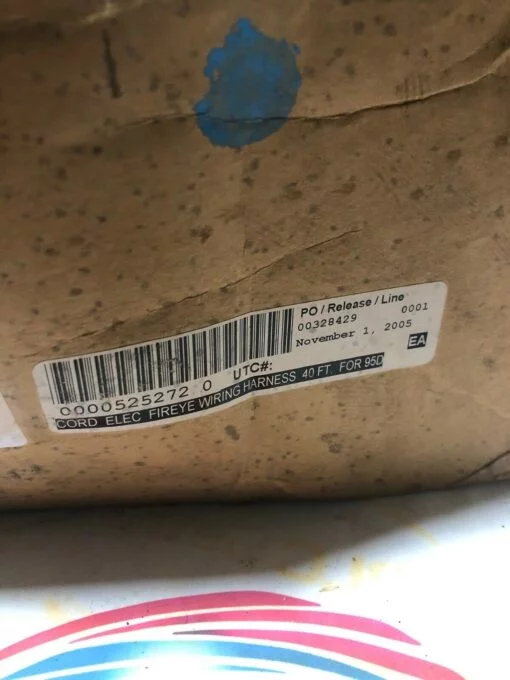 PO / Release / Line
00328429 0001
November 1, 2005
EA
UTC#:
0000525272 0
CORD ELEC FIREYE WIRING HARNESS 40 FT. FOR 95D